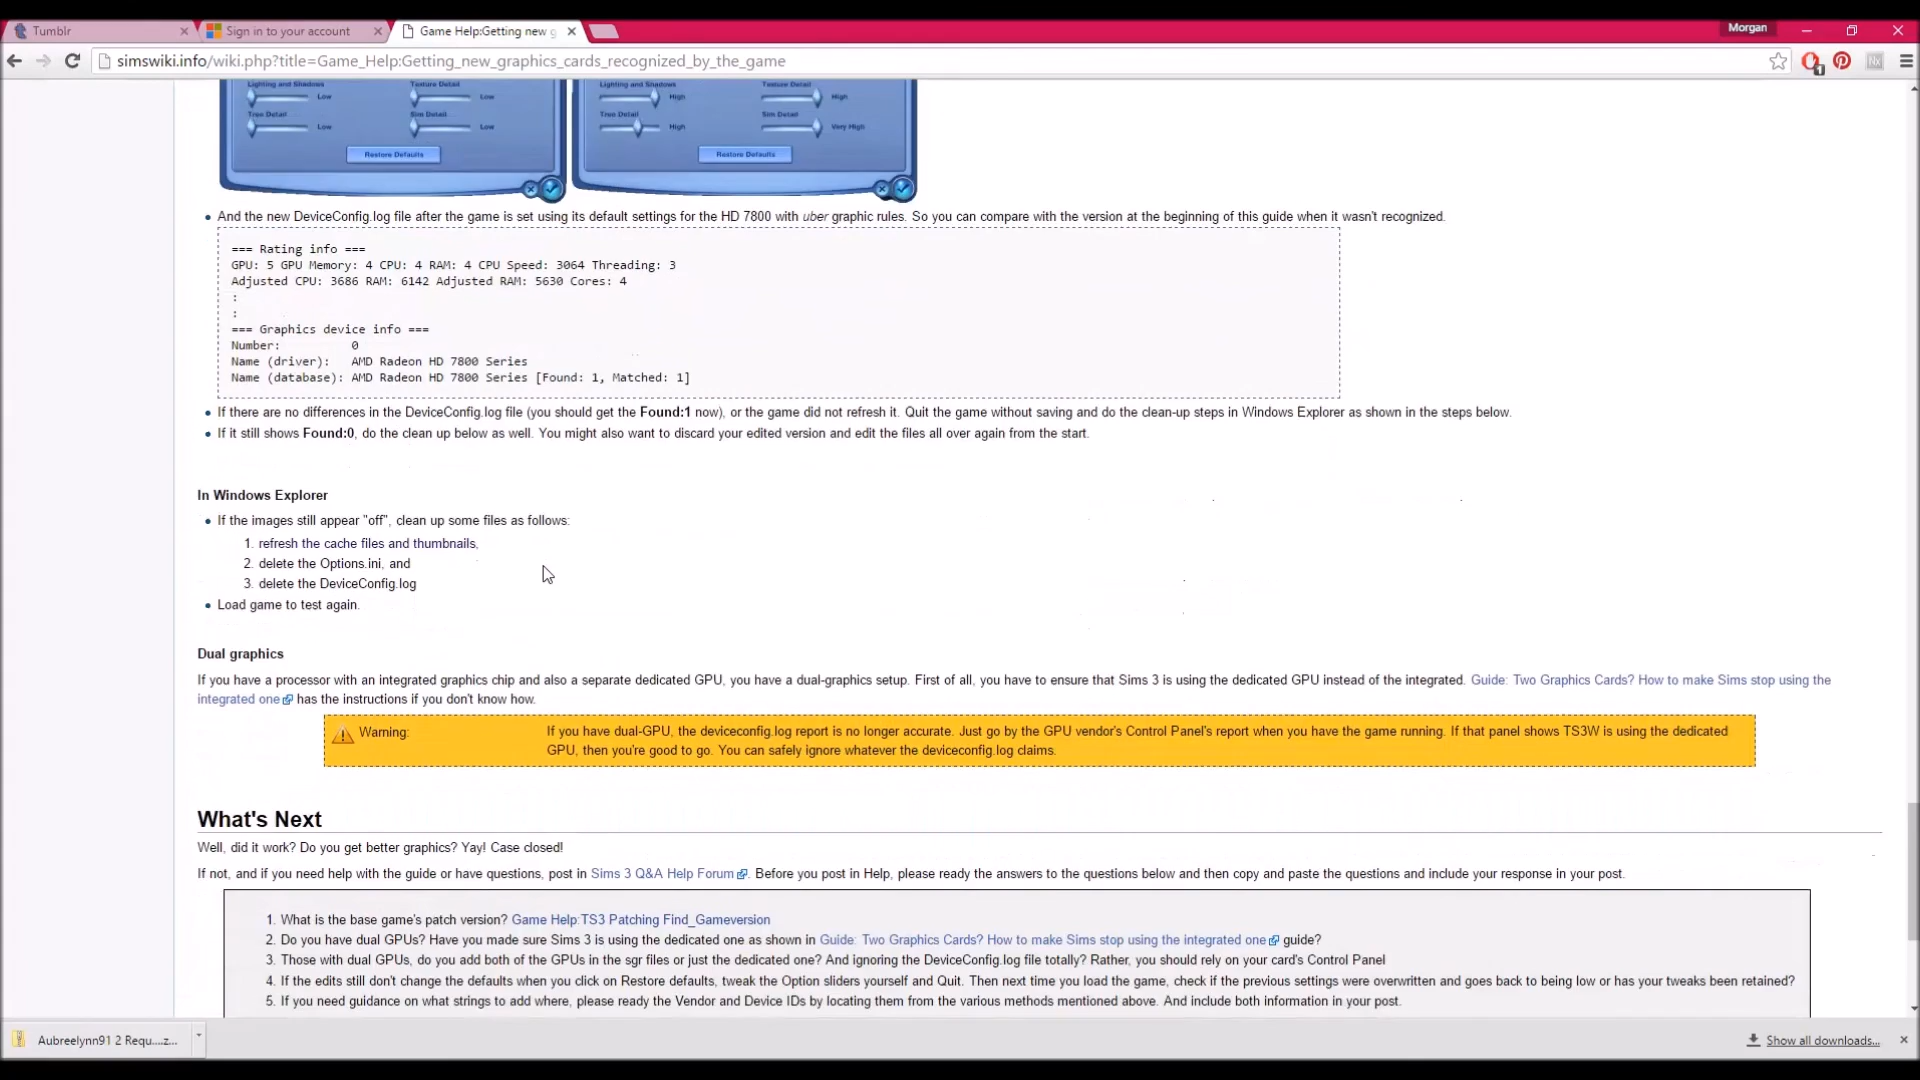 Tumblr
Sign in to your account
Game Help:Getting new g
Morgan
simswiki.info/wiki.php?title=Game_Help:Getting_new_graphics_cards_recognized_by_the_game
1
Lighting and Shadows Low Texture Detail Low
Tree Detail Low Sim Detail Low
Restore Defaults
Lighting and Shadows High Texture Detail High
Tree Detail High Sim Detail Very High
Restore Defaults
And the new DeviceConfig.log file after the game is set using its default settings for the HD 7800 with uber graphic rules. So you can compare with the version at the beginning of this guide when it wasn't recognized.
=== Rating info ===
GPU: 5 GPU Memory: 4 CPU: 4 RAM: 4 CPU Speed: 3064 Threading: 3
Adjusted CPU: 3686 RAM: 6142 Adjusted RAM: 5630 Cores: 4
:
:
=== Graphics device info ===
Number: 0
Name (driver): AMD Radeon HD 7800 Series
Name (database): AMD Radeon HD 7800 Series [Found: 1, Matched: 1]
If there are no differences in the DeviceConfig.log file (you should get the Found:1 now), or the game did not refresh it. Quit the game without saving and do the clean-up steps in Windows Explorer as shown in the steps below.
If it still shows Found:0, do the clean up below as well. You might also want to discard your edited version and edit the files all over again from the start.
In Windows Explorer
If the images still appear "off", clean up some files as follows:
1. refresh the cache files and thumbnails,
2. delete the Options.ini, and
3. delete the DeviceConfig.log
Load game to test again.
Dual graphics
If you have a processor with an integrated graphics chip and also a separate dedicated GPU, you have a dual-graphics setup. First of all, you have to ensure that Sims 3 is using the dedicated GPU instead of the integrated. Guide: Two Graphics Cards? How to make Sims stop using the
integrated one has the instructions if you don't know how.
Warning: If you have dual-GPU, the deviceconfig.log report is no longer accurate. Just go by the GPU vendor's Control Panel's report when you have the game running. If that panel shows TS3W is using the dedicated
GPU, then you're good to go. You can safely ignore whatever the deviceconfig.log claims.
What's Next
Well, did it work? Do you get better graphics? Yay! Case closed!
If not, and if you need help with the guide or have questions, post in Sims 3 Q&A Help Forum. Before you post in Help, please ready the answers to the questions below and then copy and paste the questions and include your response in your post.
1. What is the base game's patch version? Game Help:TS3 Patching Find_Gameversion
2. Do you have dual GPUs? Have you made sure Sims 3 is using the dedicated one as shown in Guide: Two Graphics Cards? How to make Sims stop using the integrated one guide?
3. Those with dual GPUs, do you add both of the GPUs in the sgr files or just the dedicated one? And ignoring the DeviceConfig.log file totally? Rather, you should rely on your card's Control Panel
4. If the edits still don't change the defaults when you click on Restore defaults, tweak the Option sliders yourself and Quit. Then next time you load the game, check if the previous settings were overwritten and goes back to being low or has your tweaks been retained?
5. If you need guidance on what strings to add where, please ready the Vendor and Device IDs by locating them from the various methods mentioned above. And include both information in your post.
Aubreelynn91 2 Requ....z...
Show all downloads...